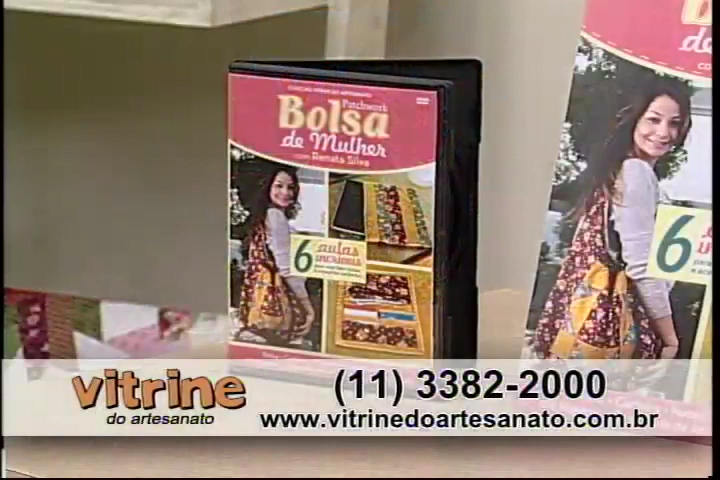 Patchwork
Bolsa
de Mulher
com Renata Silva
6 aulas
incríveis
6
vitrine
do artesanato
(11) 3382-2000
www.vitrinedoartesanato.com.br